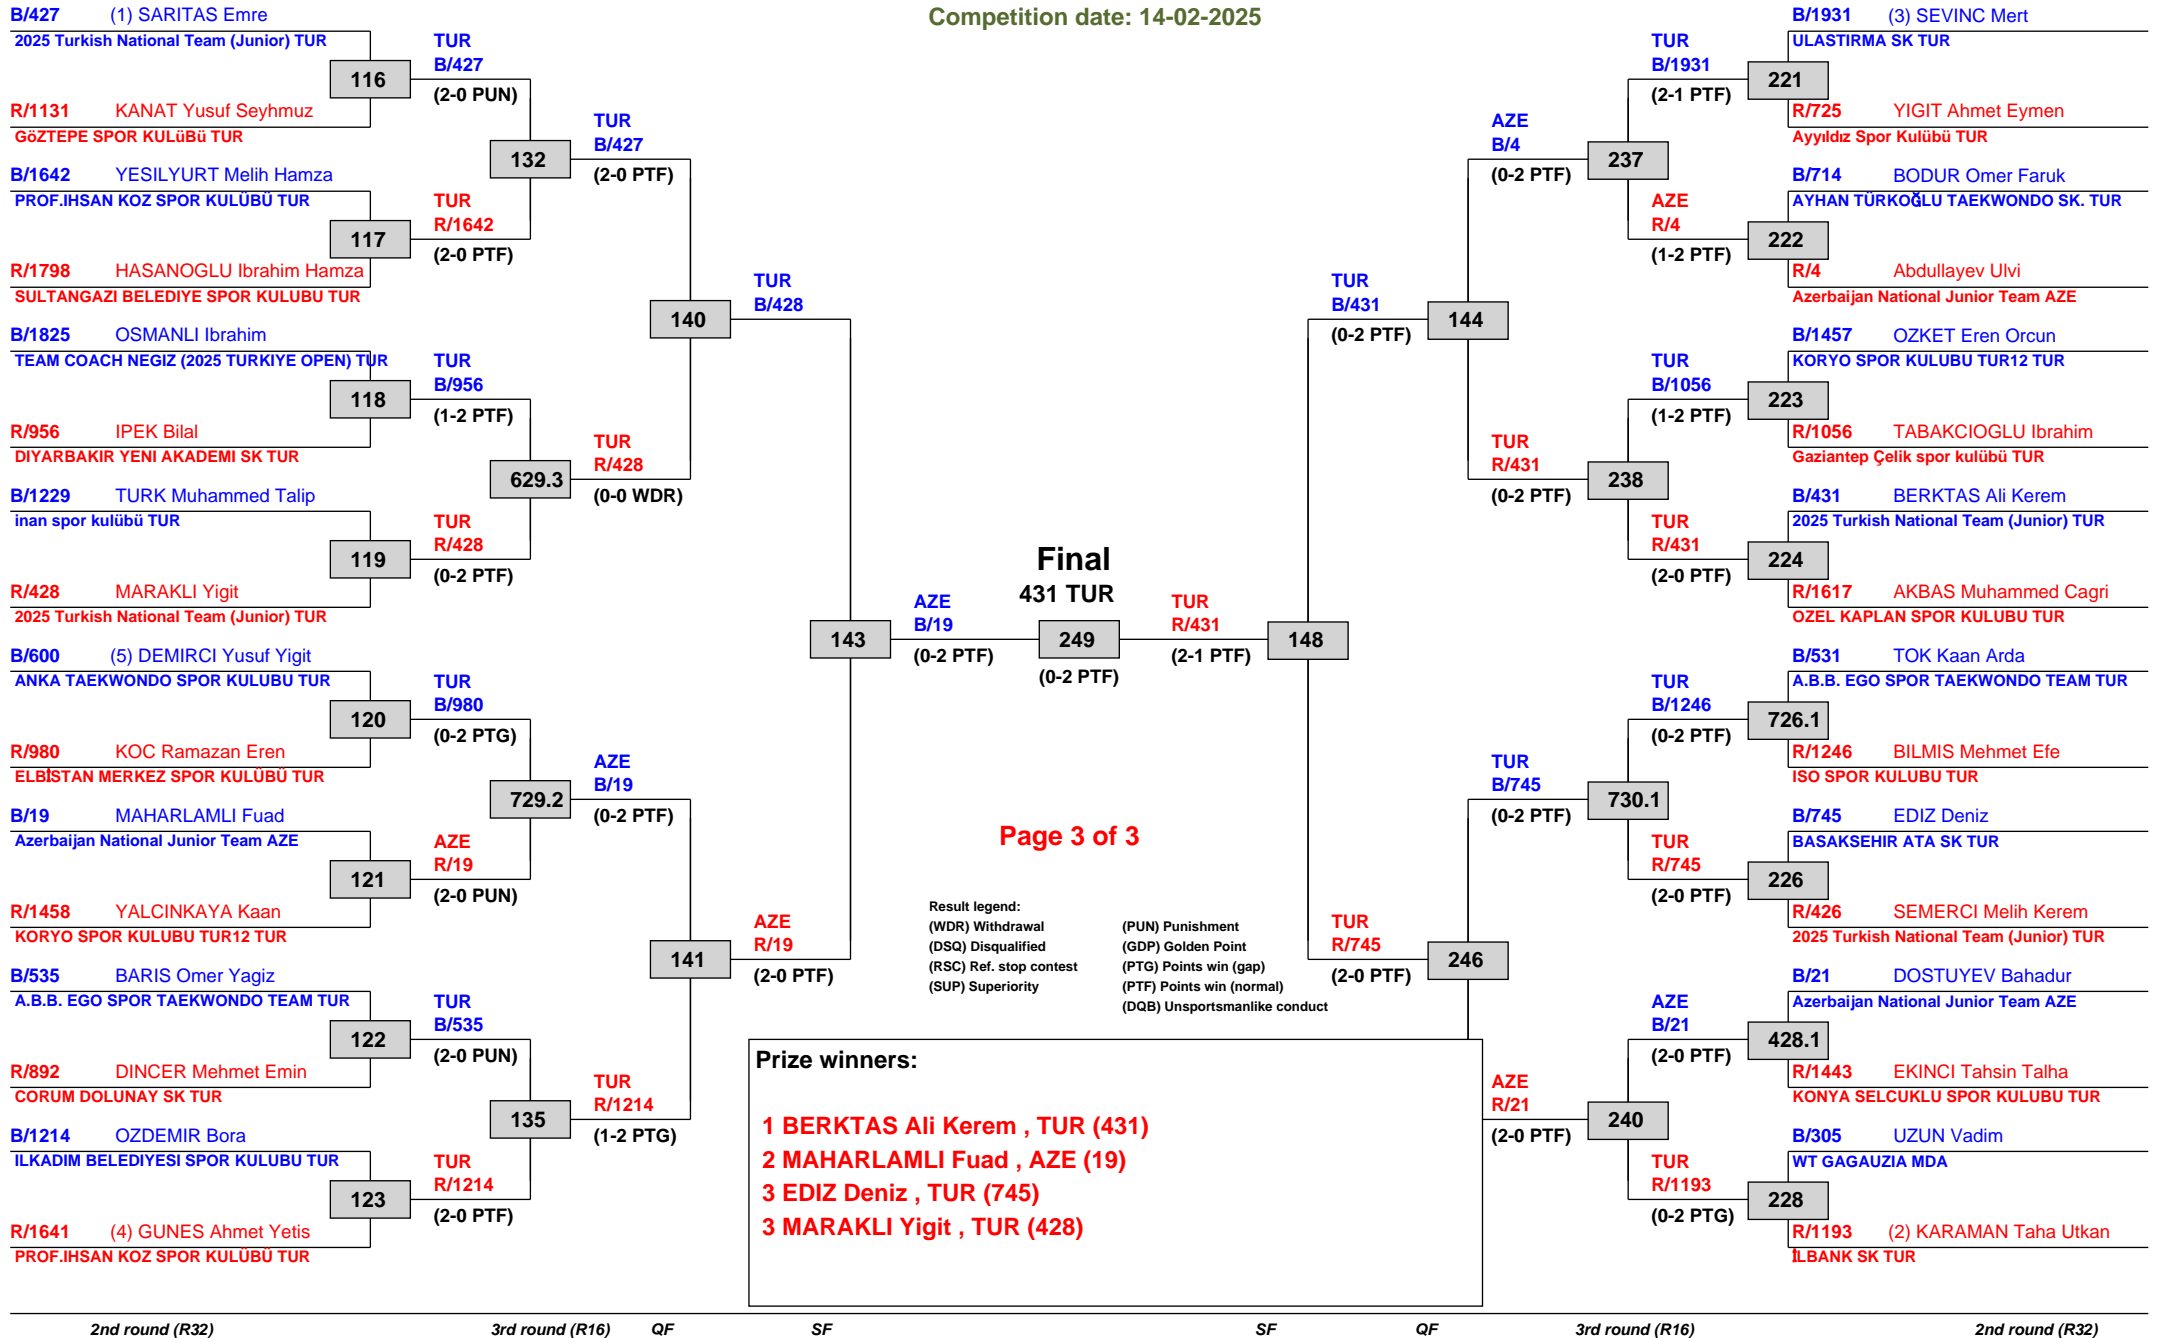 Competition date: 14-02-2025
B/427 (1) SARITAS Emre
2025 Turkish National Team (Junior) TUR
116
R/1131 KANAT Yusuf Seyhmuz
GöZTEPE SPOR KULüBü TUR
B/1642 YESILYURT Melih Hamza
PROF.IHSAN KOZ SPOR KULÜBÜ TUR
117
R/1798 HASANOGLU Ibrahim Hamza
SULTANGAZI BELEDIYE SPOR KULUBU TUR
B/1825 OSMANLI Ibrahim
TEAM COACH NEGIZ (2025 TURKIYE OPEN) TUR
118
R/956 IPEK Bilal
DIYARBAKIR YENI AKADEMI SK TUR
B/1229 TURK Muhammed Talip
inan spor kulübü TUR
119
R/428 MARAKLI Yigit
2025 Turkish National Team (Junior) TUR
B/600 (5) DEMIRCI Yusuf Yigit
ANKA TAEKWONDO SPOR KULUBU TUR
120
R/980 KOC Ramazan Eren
ELBİSTAN MERKEZ SPOR KULÜBÜ TUR
B/19 MAHARLAMLI Fuad
Azerbaijan National Junior Team AZE
121
R/1458 YALCINKAYA Kaan
KORYO SPOR KULUBU TUR12 TUR
B/535 BARIS Omer Yagiz
A.B.B. EGO SPOR TAEKWONDO TEAM TUR
122
R/892 DINCER Mehmet Emin
CORUM DOLUNAY SK TUR
B/1214 OZDEMIR Bora
ILKADIM BELEDIYESI SPOR KULUBU TUR
123
R/1641 (4) GUNES Ahmet Yetis
PROF.IHSAN KOZ SPOR KULÜBÜ TUR
TUR
B/427
(2-0 PUN)
132
TUR
R/1642
(2-0 PTF)
TUR
B/956
(1-2 PTF)
629.3
TUR
R/428
(0-2 PTF)
TUR
B/980
(0-2 PTG)
729.2
AZE
R/19
(2-0 PUN)
TUR
B/535
(2-0 PUN)
135
TUR
R/1214
(2-0 PTF)
TUR
B/427
(2-0 PTF)
140
TUR
R/428
(0-0 WDR)
AZE
B/19
(0-2 PTF)
141
TUR
R/1214
(1-2 PTG)
TUR
B/428
143
AZE
R/19
(2-0 PTF)
AZE
B/19
(0-2 PTF)
Final
431 TUR
249
(0-2 PTF)
TUR
R/431
(2-1 PTF)
148
TUR
B/431
(0-2 PTF)
TUR
R/745
(2-0 PTF)
144
246
AZE
B/4
(0-2 PTF)
TUR
R/431
(0-2 PTF)
TUR
B/745
(0-2 PTF)
AZE
R/21
(2-0 PTF)
237
238
730.1
240
TUR
B/1931
(2-1 PTF)
AZE
R/4
(1-2 PTF)
TUR
B/1056
(1-2 PTF)
TUR
R/431
(2-0 PTF)
TUR
B/1246
(0-2 PTF)
TUR
R/745
(2-0 PTF)
AZE
B/21
(2-0 PTF)
TUR
R/1193
(0-2 PTG)
B/1931 (3) SEVINC Mert
ULASTIRMA SK TUR
221
R/725 YIGIT Ahmet Eymen
Ayyıldız Spor Kulübü TUR
B/714 BODUR Omer Faruk
AYHAN TÜRKOĞLU TAEKWONDO SK. TUR
222
R/4 Abdullayev Ulvi
Azerbaijan National Junior Team AZE
B/1457 OZKET Eren Orcun
KORYO SPOR KULUBU TUR12 TUR
223
R/1056 TABAKCIOGLU Ibrahim
Gaziantep Çelik spor kulübü TUR
B/431 BERKTAS Ali Kerem
2025 Turkish National Team (Junior) TUR
224
R/1617 AKBAS Muhammed Cagri
OZEL KAPLAN SPOR KULUBU TUR
B/531 TOK Kaan Arda
A.B.B. EGO SPOR TAEKWONDO TEAM TUR
726.1
R/1246 BILMIS Mehmet Efe
ISO SPOR KULUBU TUR
B/745 EDIZ Deniz
BASAKSEHIR ATA SK TUR
226
R/426 SEMERCI Melih Kerem
2025 Turkish National Team (Junior) TUR
B/21 DOSTUYEV Bahadur
Azerbaijan National Junior Team AZE
428.1
R/1443 EKINCI Tahsin Talha
KONYA SELCUKLU SPOR KULUBU TUR
B/305 UZUN Vadim
WT GAGAUZIA MDA
228
R/1193 (2) KARAMAN Taha Utkan
İLBANK SK TUR
Page 3 of 3
Result legend:
(WDR) Withdrawal (PUN) Punishment
(DSQ) Disqualified (GDP) Golden Point
(RSC) Ref. stop contest (PTG) Points win (gap)
(SUP) Superiority (PTF) Points win (normal)
(DQB) Unsportsmanlike conduct
Prize winners:
1 BERKTAS Ali Kerem , TUR (431)
2 MAHARLAMLI Fuad , AZE (19)
3 EDIZ Deniz , TUR (745)
3 MARAKLI Yigit , TUR (428)
2nd round (R32) 3rd round (R16) QF SF SF QF 3rd round (R16) 2nd round (R32)